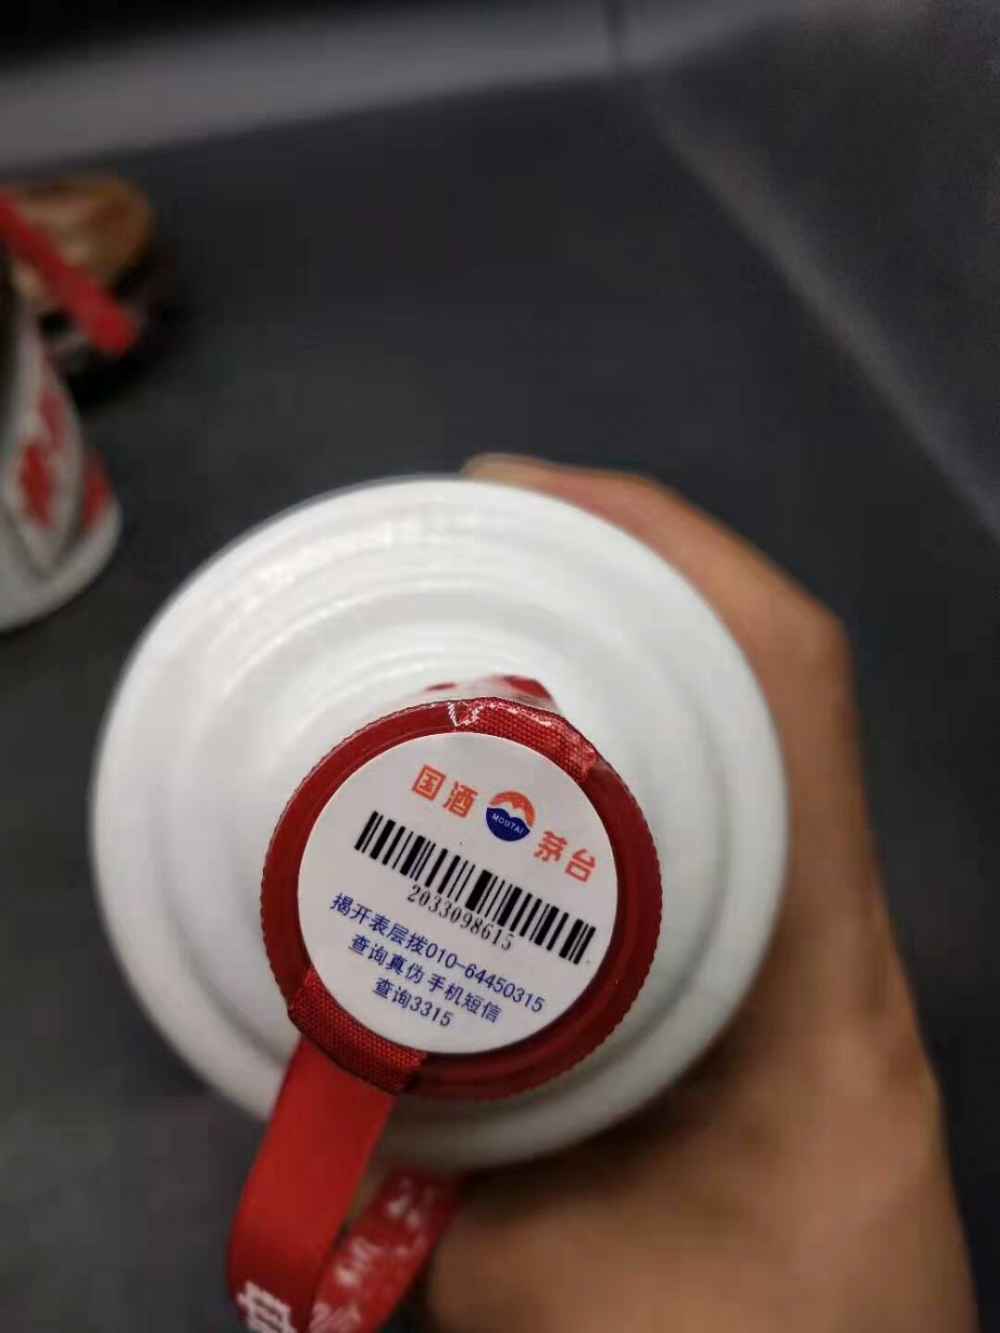 国酒 MOUTAI 茅台
2033098615
揭开表层拨010-64450315
查询真伪 手机短信
查询3315